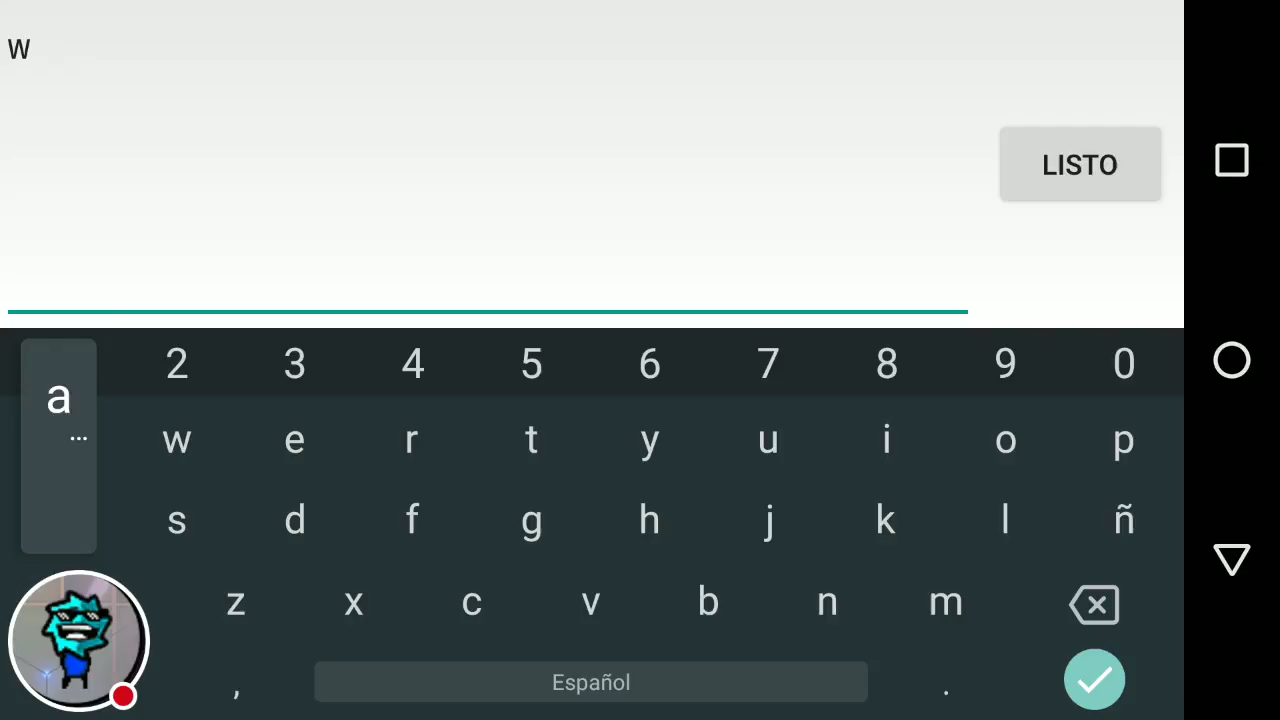 W
LISTO
a
...
2 3 4 5 6 7 8 9 0
w e r t y u i o p
s d f g h j k l ñ
z x c v b n m
, Español .